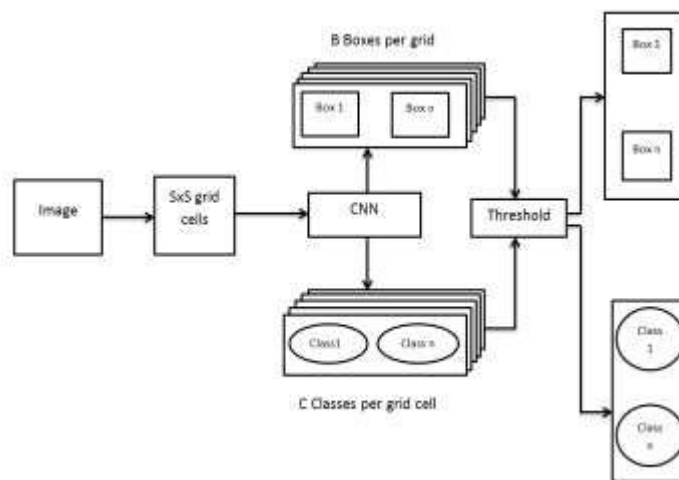 B Boxes per grid
Box 1
Box n
Box 1
Box n
Image
SxS grid
cells
CNN
Threshold
Class1
Class n
C Classes per grid cell
Class
1
Class
n